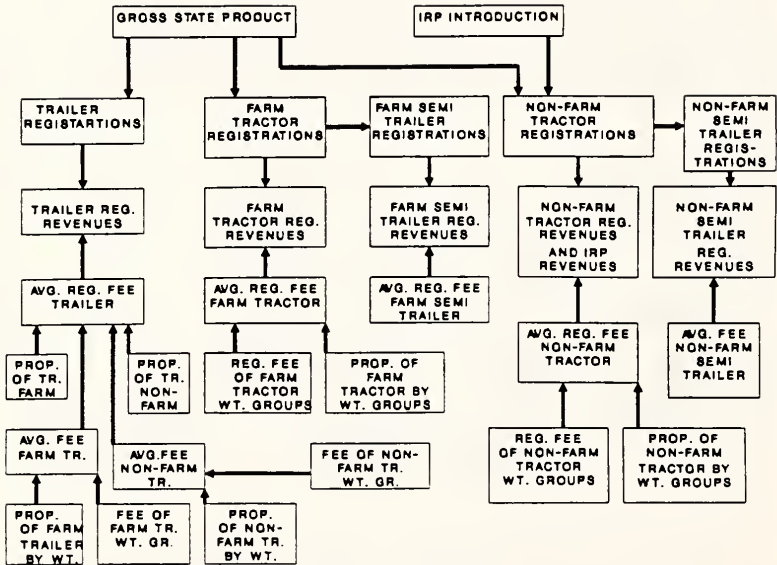 GROSS STATE PRODUCT
IRP INTRODUCTION
TRAILER
REGISTARTIONS
FARM
TRACTOR
REGISTRATIONS
FARM SEMI
TRAILER
REGISTRATIONS
NON-FARM
TRACTOR
REGISTRATIONS
NON-FARM
SEMI
TRAILER
REGIS-
TRATIONS
TRAILER REG.
REVENUES
FARM
TRACTOR REG.
REVENUES
FARM SEMI
TRAILER REG.
REVENUES
NON-FARM
TRACTOR REG.
REVENUES
AND IRP
REVENUES
NON-FARM
SEMI
TRAILER
REG.
REVENUES
AVG. REG. FEE
TRAILER
AVG. REG. FEE
FARM TRACTOR
AVG. REG. FEE
FARM SEMI
TRAILER
AVG. REG. FEE
NON-FARM
TRACTOR
AVG. FEE
NON-FARM
SEMI
TRAILER
PROP.
OF TR.
FARM
PROP.
OF TR.
NON-
FARM
REG. FEE
OF FARM
TRACTOR
WT. GROUPS
PROP. OF
FARM
TRACTOR BY
WT. GROUPS
AVG. FEE
FARM TR.
AVG.FEE
NON-FARM
TR.
FEE OF NON-
FARM TR.
WT. GR.
REG. FEE
OF NON-FARM
TRACTOR
WT. GROUPS
PROP. OF
NON-FARM
TRACTOR BY
WT. GROUPS
PROP.
OF FARM
TRAILER
BY WT.
FEE OF
FARM TR.
WT. GR.
PROP.
OF NON-
FARM TR.
BY WT.